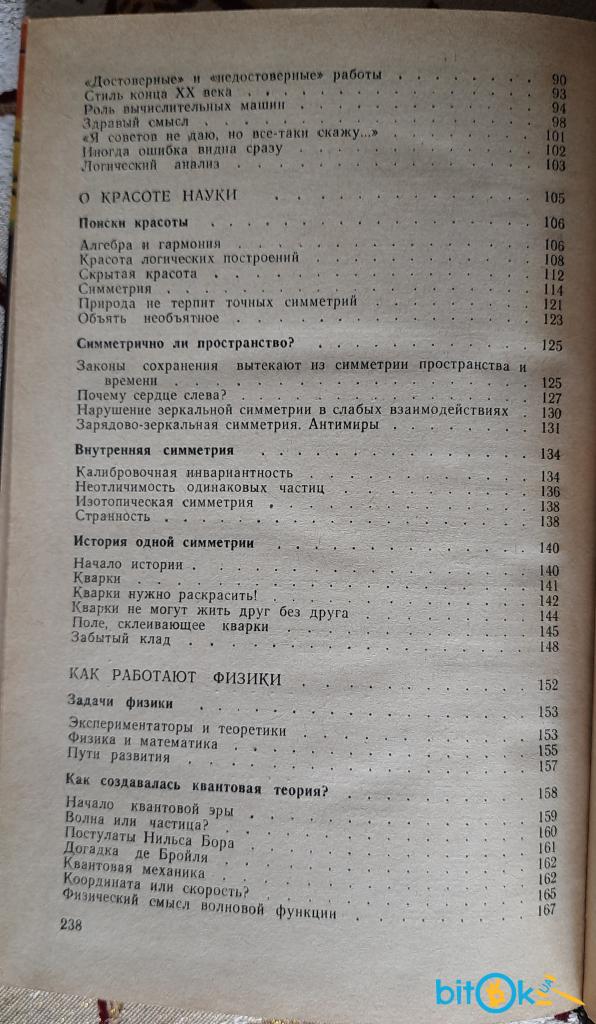 «Достоверные» и «недостоверные» работы . . . . . . . . 90
Стиль конца XX века . . . . . . . . . . . . 93
Роль вычислительных машин . . . . . . . . . . 94
Здравый смысл . . . . . . . . . . . . . . 98
«Я советов не даю, но все-таки скажу...» . . . . . . . . 101
Иногда ошибка видна сразу . . . . . . . . . . 102
Логический анализ . . . . . . . . . . . . . 103
О КРАСОТЕ НАУКИ . . . . . . . . . . . 105
Поиски красоты . . . . . . . . . . . . . 106
Алгебра и гармония . . . . . . . . . . . . 106
Красота логических построений . . . . . . . . . 108
Скрытая красота . . . . . . . . . . . . . 112
Симметрия . . . . . . . . . . . . . . . 114
Природа не терпит точных симметрий . . . . . . . . 121
Объять необъятное . . . . . . . . . . . . . 123
Симметрично ли пространство? . . . . . . . . . 125
Законы сохранения вытекают из симметрии пространства и
времени . . . . . . . . . . . . . . . 125
Почему сердце слева? . . . . . . . . . . . . 127
Нарушение зеркальной симметрии в слабых взаимодействиях . 130
Зарядово-зеркальная симметрия. Антимиры . . . . . . 131
Внутренняя симметрия . . . . . . . . . . . 134
Калибровочная инвариантность . . . . . . . . . 134
Неотличимость одинаковых частиц . . . . . . . . 136
Изотопическая симметрия . . . . . . . . . . . 138
Странность . . . . . . . . . . . . . . . 138
История одной симметрии . . . . . . . . . . 140
Начало истории . . . . . . . . . . . . . . 140
Кварки . . . . . . . . . . . . . . . . 141
Кварки нужно раскрасить! . . . . . . . . . . 142
Кварки не могут жить друг без друга . . . . . . . 144
Поле, склеивающее кварки . . . . . . . . . . 145
Забытый клад . . . . . . . . . . . . . . 148
КАК РАБОТАЮТ ФИЗИКИ . . . . . . . . . 152
Задачи физики . . . . . . . . . . . . . 153
Экспериментаторы и теоретики . . . . . . . . . 153
Физика и математика . . . . . . . . . . . . 155
Пути развития . . . . . . . . . . . . . . 157
Как создавалась квантовая теория? . . . . . . . . 158
Начало квантовой эры . . . . . . . . . . . . 159
Волна или частица? . . . . . . . . . . . . 160
Постулаты Нильса Бора . . . . . . . . . . . 161
Догадка де Бройля . . . . . . . . . . . . 162
Квантовая механика . . . . . . . . . . . . 162
Координата или скорость? . . . . . . . . . . 165
Физический смысл волновой функции . . . . . . . . 167
238
bitOk UA